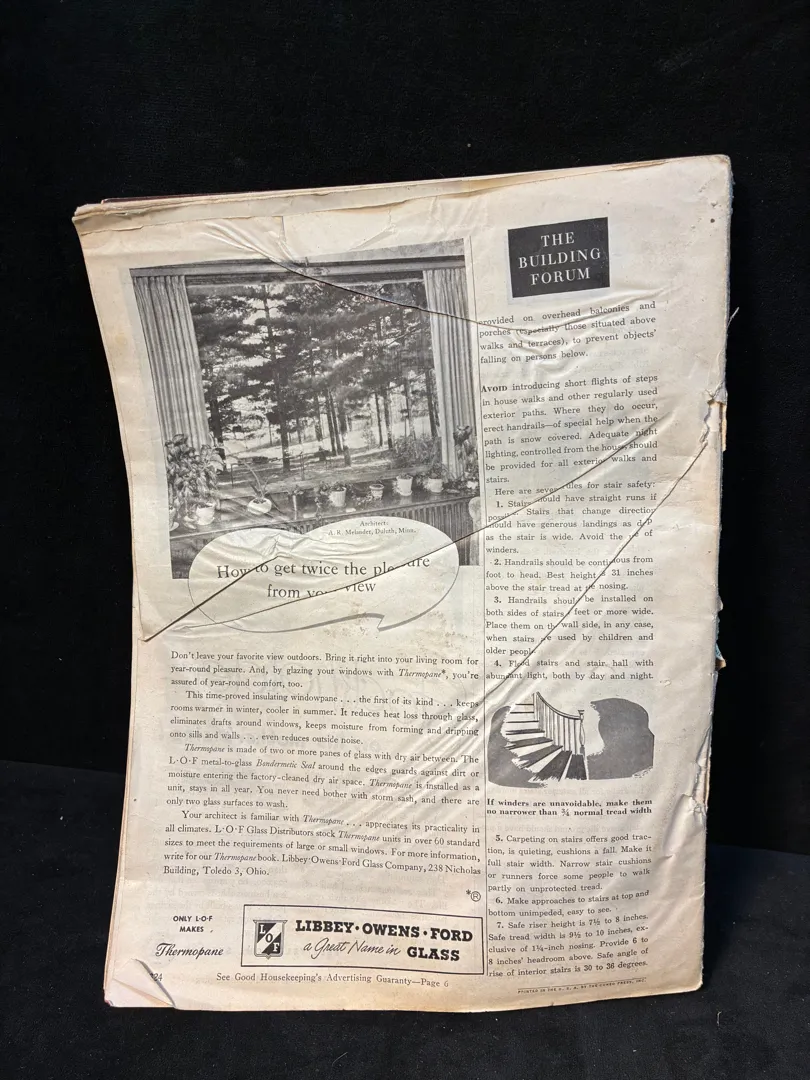 Architect:
A. R. Melander, Duluth, Minn.
How to get twice the
from view
Don't leave your favorite view outdoors. Bring it right into your living room for
year-round pleasure. And, by glazing your windows with Thermopane*, you're
assured of year-round comfort, too.
This time-proved insulating windowpane . . . the first of its kind . . . keeps
rooms warmer in winter, cooler in summer. It reduces heat loss through glass,
eliminates drafts around windows, keeps moisture from forming and dripping
onto sills and walls . . . even reduces outside noise.
Thermopane is made of two or more panes of glass with dry air between. The
L·O·F metal-to-glass Bondermetic Seal around the edges guards against dirt or
moisture entering the factory-cleaned dry air space. Thermopane is installed as a
unit, stays in all year. You never need bother with storm sash, and there are
only two glass surfaces to wash.
Your architect is familiar with Thermopane . . . appreciates its practicality in
all climates. L·O·F Glass Distributors stock Thermopane units in over 60 standard
sizes to meet the requirements of large or small windows. For more information,
write for our Thermopane book. Libbey·Owens·Ford Glass Company, 238 Nicholas
Building, Toledo 3, Ohio.
*®
ONLY L·O·F
MAKES
Thermopane
LOF
LIBBEY·OWENS·FORD
a Great Name in GLASS
24
See Good Housekeeping's Advertising Guaranty—Page 6
THE
BUILDING
FORUM
provided on overhead balconies and
porches (especially those situated above
walks and terraces), to prevent objects'
falling on persons below.
AVOID introducing short flights of steps
in house walks and other regularly used
exterior paths. Where they do occur,
erect handrails—of special help when the
path is snow covered. Adequate night
lighting, controlled from the house, should
be provided for all exterior walks and
stairs.
Here are seven rules for stair safety:
1. Stairs should have straight runs if
Stairs that change direction
should have generous landings as
as the stair is wide. Avoid the of
winders.
2. Handrails should be continuous from
foot to head. Best height 31 inches
above the stair tread at nosing.
3. Handrails should be installed on
both sides of stairs feet or more wide.
Place them on the wall side, in any case,
when stairs are used by children and
older people.
4. Flood stairs and stair hall with
abundant light, both by day and night.
If winders are unavoidable, make them
no narrower than ¾ normal tread width
5. Carpeting on stairs offers good trac-
tion, is quieting, cushions a fall. Make it
full stair width. Narrow stair cushions
or runners force some people to walk
partly on unprotected tread.
6. Make approaches to stairs at top and
bottom unimpeded, easy to see.
7. Safe riser height is 7½ to 8 inches.
Safe tread width is 9½ to 10 inches, ex-
clusive of 1¼-inch nosing. Provide 6 to
8 inches' headroom above. Safe angle of
rise of interior stairs is 30 to 36 degrees.
PRINTED IN THE U. S. A. BY THE CUNEO PRESS, INC.